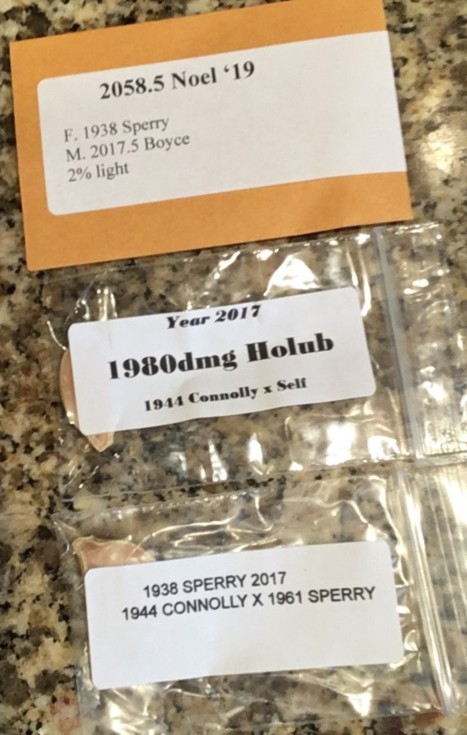 2058.5 Noel ‘19
F. 1938 Sperry
M. 2017.5 Boyce
2% light
Year 2017
1980dmg Holub
1944 Connolly x Self
1938 SPERRY 2017
1944 CONNOLLY X 1961 SPERRY